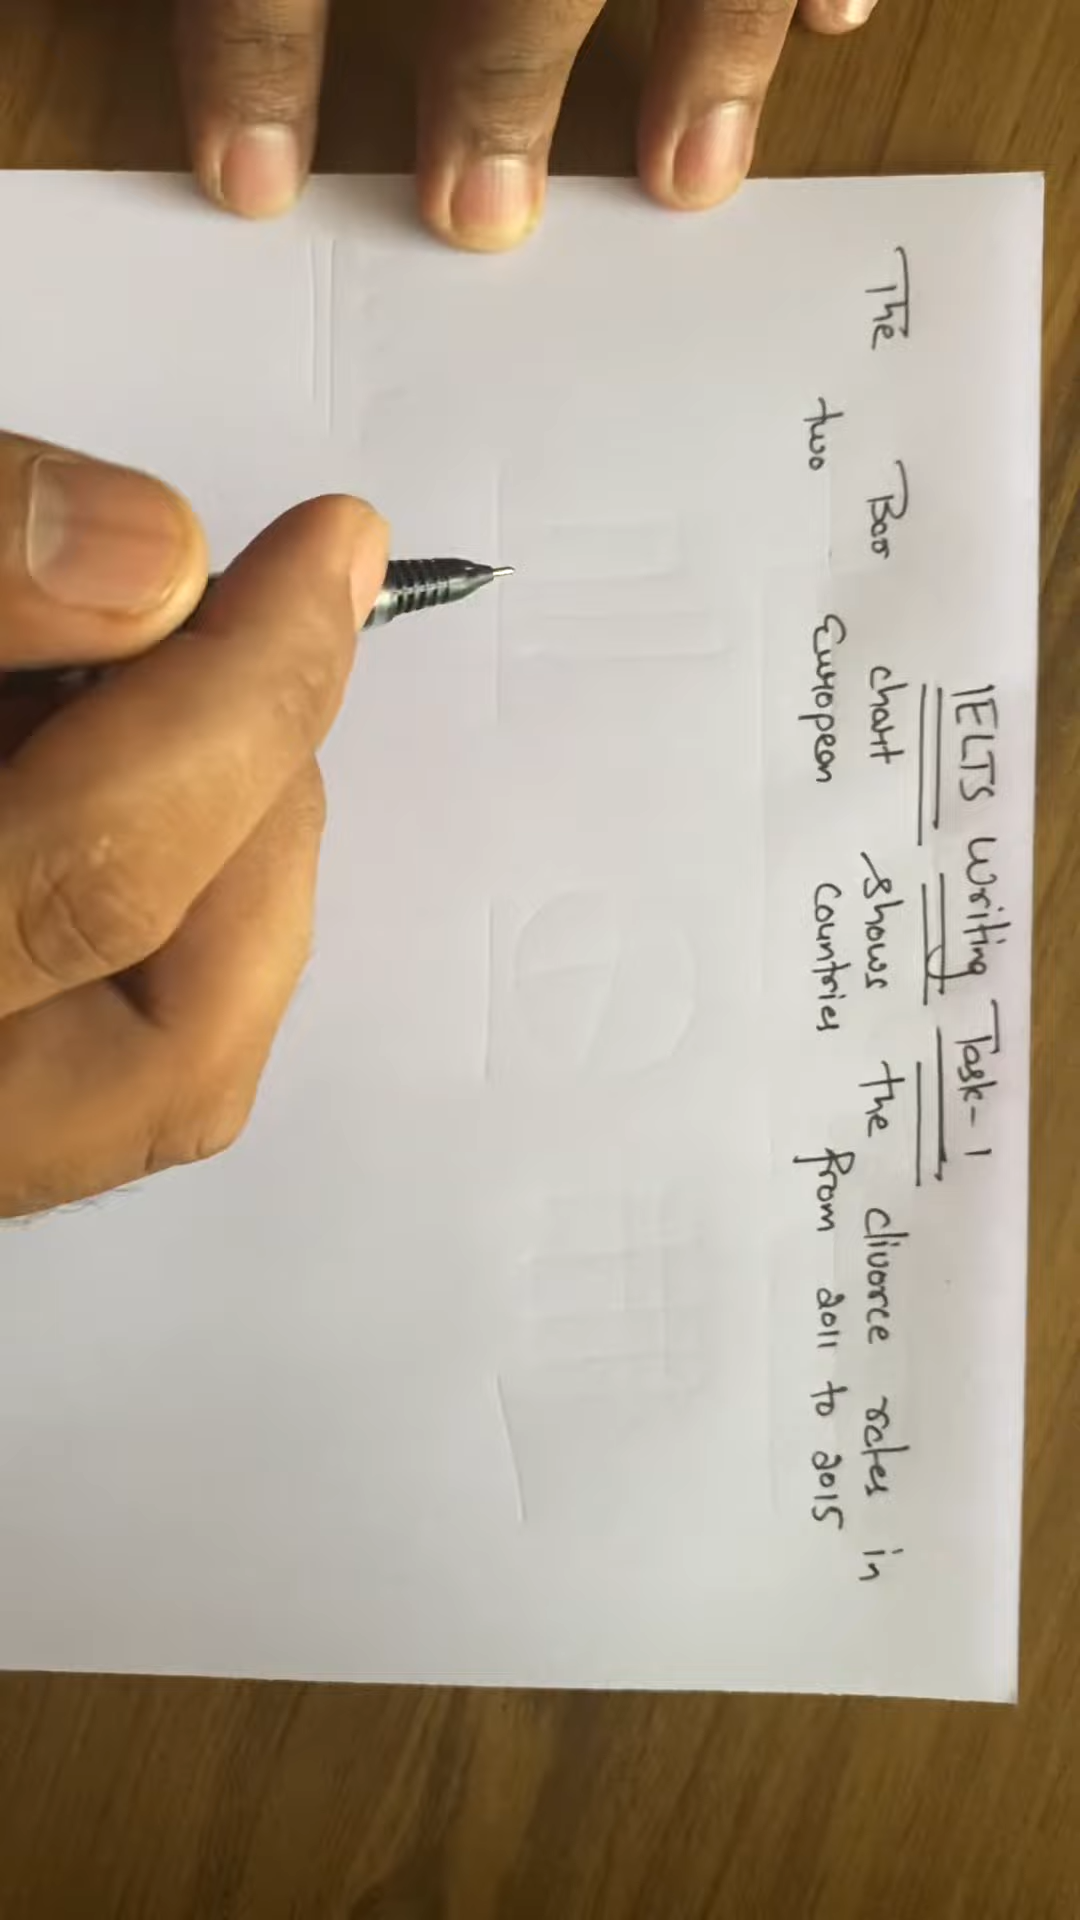 IELTS Writing Task-1
The Bar chart shows the divorce rates in
two European Countries from 2011 to 2015